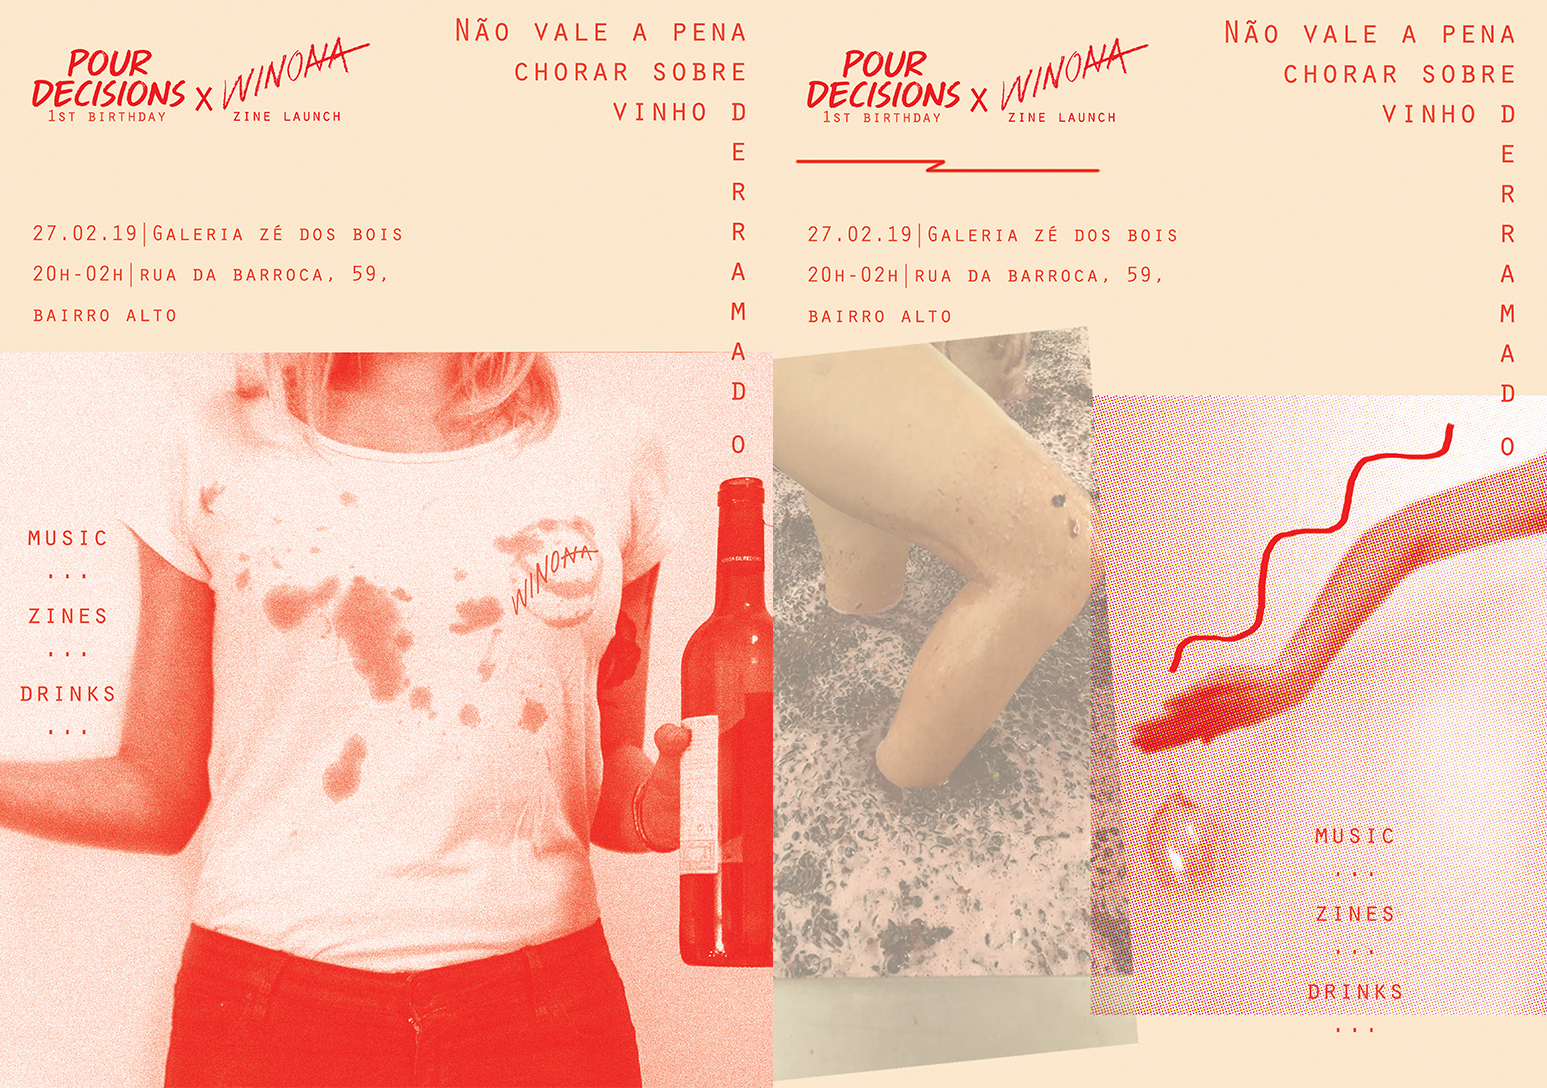 POUR
DECISIONS X WINONA
1ST BIRTHDAY ZINE LAUNCH
NÃO VALE A PENA
CHORAR SOBRE
VINHO D
E
R
R
A
M
A
D
O
27.02.19|GALERIA ZÉ DOS BOIS
20H-02H|RUA DA BARROCA, 59,
BAIRRO ALTO
MUSIC
...
ZINES
...
DRINKS
...
WINONA
POUR
DECISIONS X WINONA
1ST BIRTHDAY ZINE LAUNCH
NÃO VALE A PENA
CHORAR SOBRE
VINHO D
E
R
R
A
M
A
D
O
27.02.19|GALERIA ZÉ DOS BOIS
20H-02H|RUA DA BARROCA, 59,
BAIRRO ALTO
MUSIC
...
ZINES
...
DRINKS
...